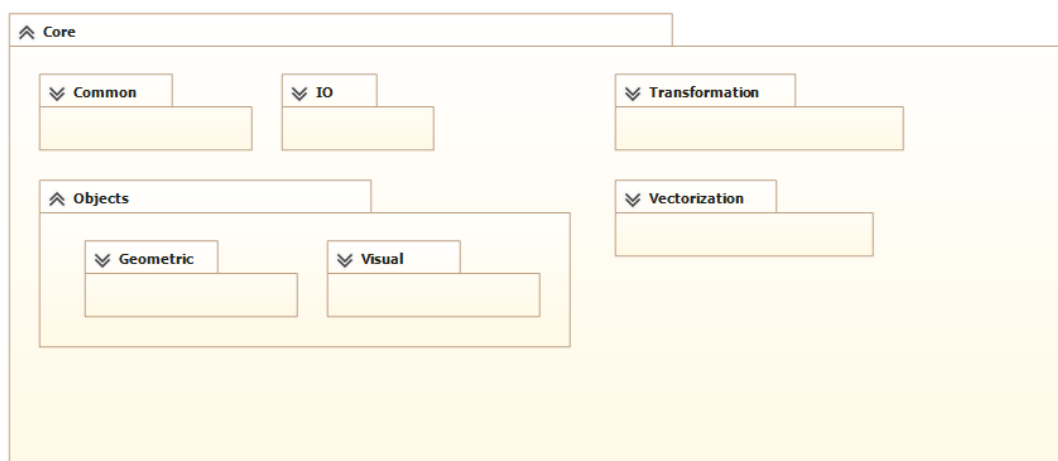 Core
Common
IO
Transformation
Objects
Vectorization
Geometric
Visual